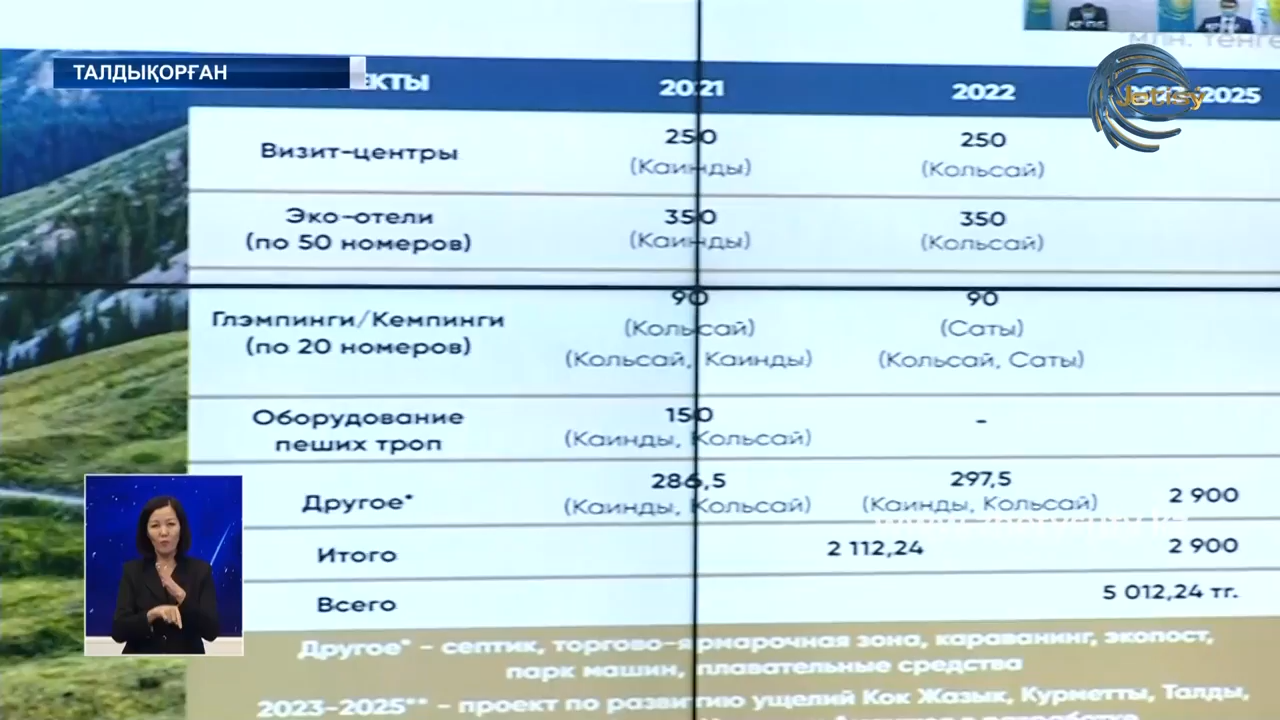 млн. тенге
ТАЛДЫҚОРҒАН
ЕКТЫ 2021 2022 2023-2025
Jetisy
Визит-центры 250 250
(Каинды) (Кольсай)
Эко-отели 350 350
(по 50 номеров) (Каинды) (Кольсай)
90 90
Глэмпинги/Кемпинги (Кольсай) (Саты)
(по 20 номеров) (Кольсай, Каинды) (Кольсай, Саты)
Оборудование 150 -
пеших троп (Каинды, Кольсай)
286,5 297,5
Другое* (Каинды, Кольсай) (Каинды, Кольсай) 2 900
Итого 2 112,24 2 900
Всего 5 012,24 тг.
Другое* - септик, торгово-ярмарочная зона, караванинг, экопост,
парк машин, плавательные средства
2023-2025** - проект по развитию ущелий Кок Жазык, Курметты, Талды,